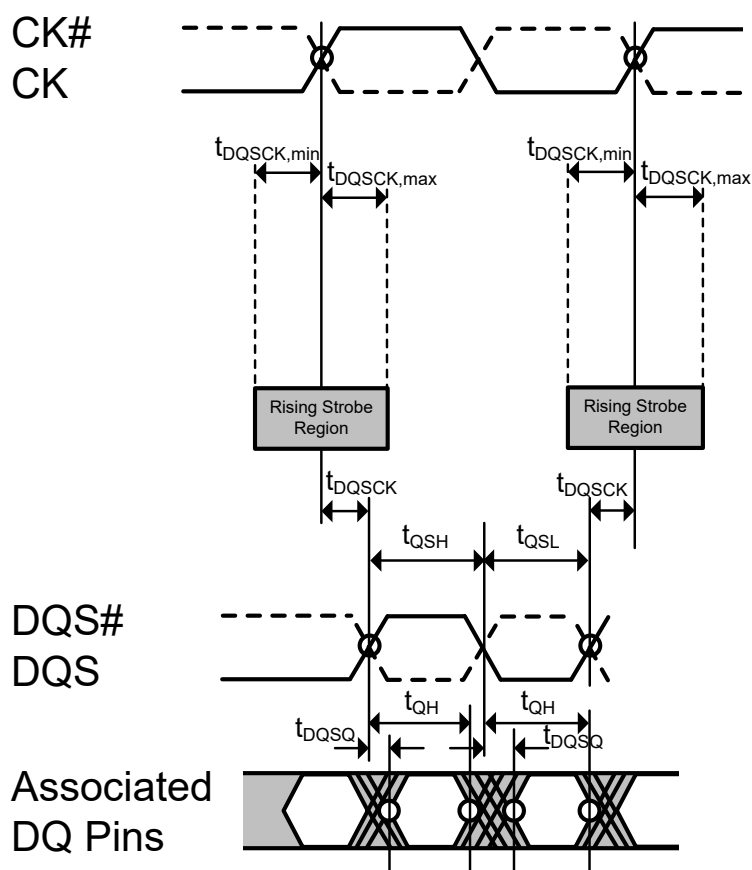 CK#
CK
tDQSCK,min
tDQSCK,max
tDQSCK,min
tDQSCK,max
Rising Strobe
Region
Rising Strobe
Region
tDQSCK
tDQSCK
tQSH
tQSL
DQS#
DQS
tQH
tQH
tDQSQ
tDQSQ
Associated
DQ Pins